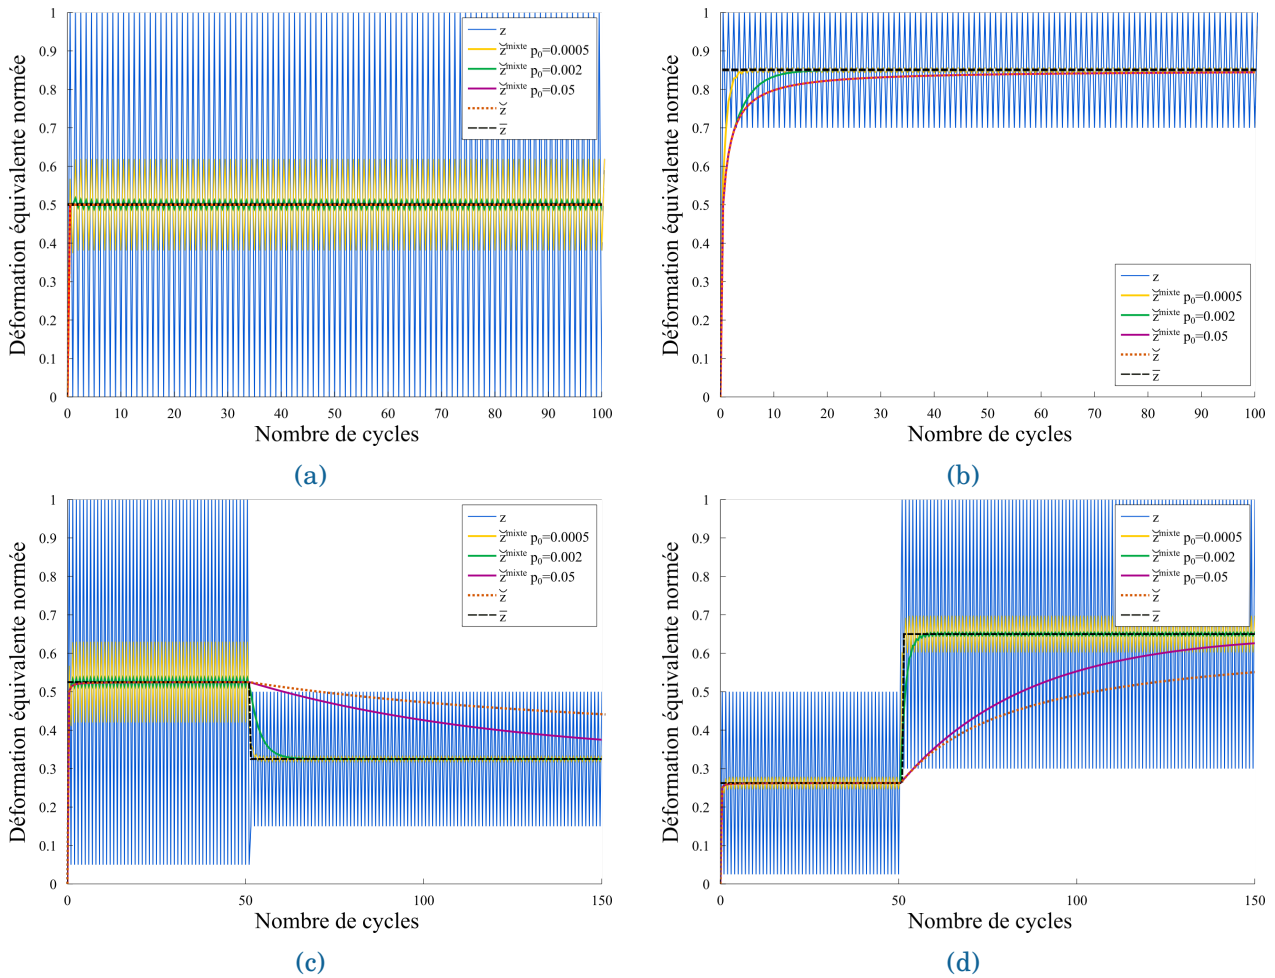 Déformation équivalente normée
1
0.9
0.8
0.7
0.6
0.5
0.4
0.3
0.2
0.1
0
z
z̆ᵐⁱˣᵗᵉ p₀=0.0005
z̆ᵐⁱˣᵗᵉ p₀=0.002
z̆ᵐⁱˣᵗᵉ p₀=0.05
z̆
z̅
0 10 20 30 40 50 60 70 80 90 100
Nombre de cycles
(a)
Déformation équivalente normée
1
0.9
0.8
0.7
0.6
0.5
0.4
0.3
0.2
0.1
0
z
z̆ᵐⁱˣᵗᵉ p₀=0.0005
z̆ᵐⁱˣᵗᵉ p₀=0.002
z̆ᵐⁱˣᵗᵉ p₀=0.05
z̆
z̅
0 10 20 30 40 50 60 70 80 90 100
Nombre de cycles
(b)
Déformation équivalente normée
1
0.9
0.8
0.7
0.6
0.5
0.4
0.3
0.2
0.1
0
z
z̆ᵐⁱˣᵗᵉ p₀=0.0005
z̆ᵐⁱˣᵗᵉ p₀=0.002
z̆ᵐⁱˣᵗᵉ p₀=0.05
z̆
z̅
0 50 100 150
Nombre de cycles
(c)
Déformation équivalente normée
1
0.9
0.8
0.7
0.6
0.5
0.4
0.3
0.2
0.1
0
z
z̆ᵐⁱˣᵗᵉ p₀=0.0005
z̆ᵐⁱˣᵗᵉ p₀=0.002
z̆ᵐⁱˣᵗᵉ p₀=0.05
z̆
z̅
0 50 100 150
Nombre de cycles
(d)